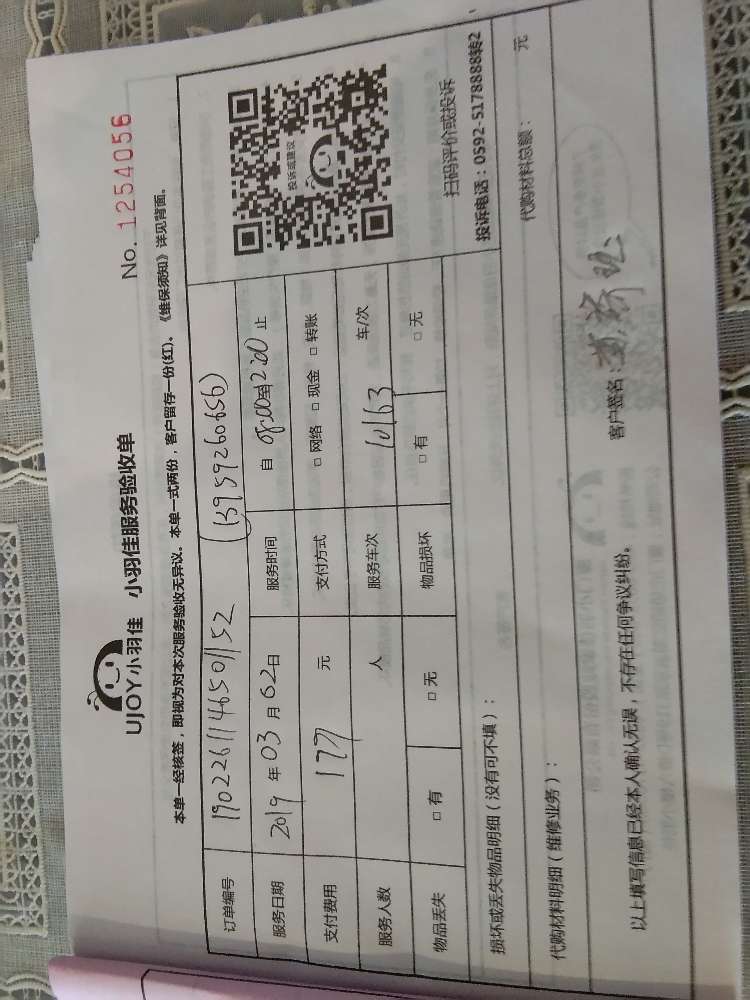 UJOY小羽佳 小羽佳服务验收单
No. 1254056
本单一经核签，即视为对本次服务验收无异议。本单一式两份，客户留存一份(红)。《维保须知》详见背面。
订单编号 190226114650152 (13959260656)
服务日期 2019 年 03 月 02 日 服务时间 自 08:00 至 12:00 止
支付费用 177 元 支付方式 □ 网络 □ 现金 □ 转账
服务人数 人 服务车次 10163 车/次
物品丢失 □ 有 □ 无 物品损坏 □ 有 □ 无
投诉或建议
扫码评价或投诉
投诉电话：0592-5178888转2
损坏或丢失物品明细（没有可不填）：
代购材料明细（维修业务）： 代购材料总额： 元
以上填写信息已经本人确认无误，不存在任何争议纠纷。 客户签名：